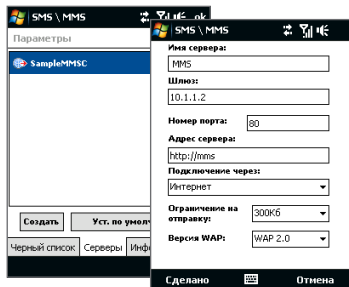 SMS \ MMS
ok
Параметры
SampleMMSC
Создать
Уст. по умол
Черный список
Серверы
Инф
SMS \ MMS
Имя сервера:
MMS
Шлюз:
10.1.1.2
Номер порта: 80
Адрес сервера:
http://mms
Подключение через:
Интернет
Ограничение на
отправку: 300Кб
Версия WAP: WAP 2.0
Сделано
Отмена